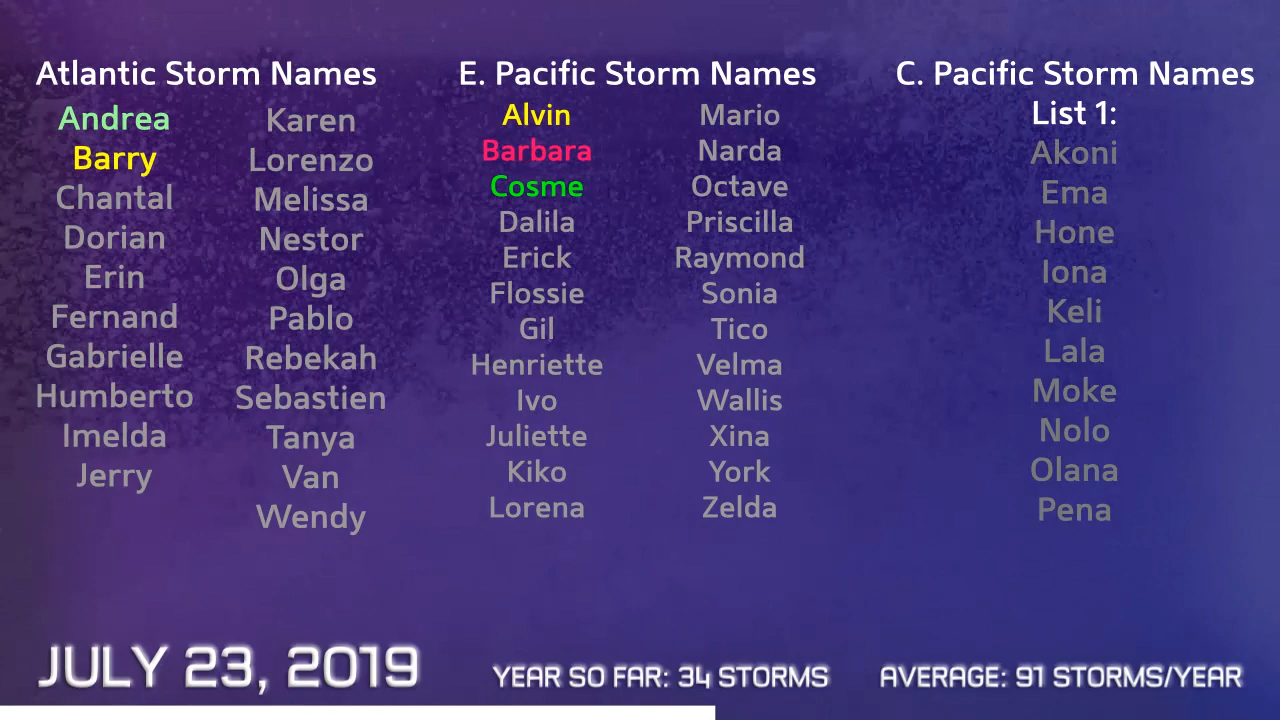 Atlantic Storm Names
Andrea
Barry
Chantal
Dorian
Erin
Fernand
Gabrielle
Humberto
Imelda
Jerry
Karen
Lorenzo
Melissa
Nestor
Olga
Pablo
Rebekah
Sebastien
Tanya
Van
Wendy
E. Pacific Storm Names
Alvin
Barbara
Cosme
Dalila
Erick
Flossie
Gil
Henriette
Ivo
Juliette
Kiko
Lorena
Mario
Narda
Octave
Priscilla
Raymond
Sonia
Tico
Velma
Wallis
Xina
York
Zelda
C. Pacific Storm Names
List 1:
Akoni
Ema
Hone
Iona
Keli
Lala
Moke
Nolo
Olana
Pena
JULY 23, 2019
YEAR SO FAR: 34 STORMS
AVERAGE: 91 STORMS/YEAR